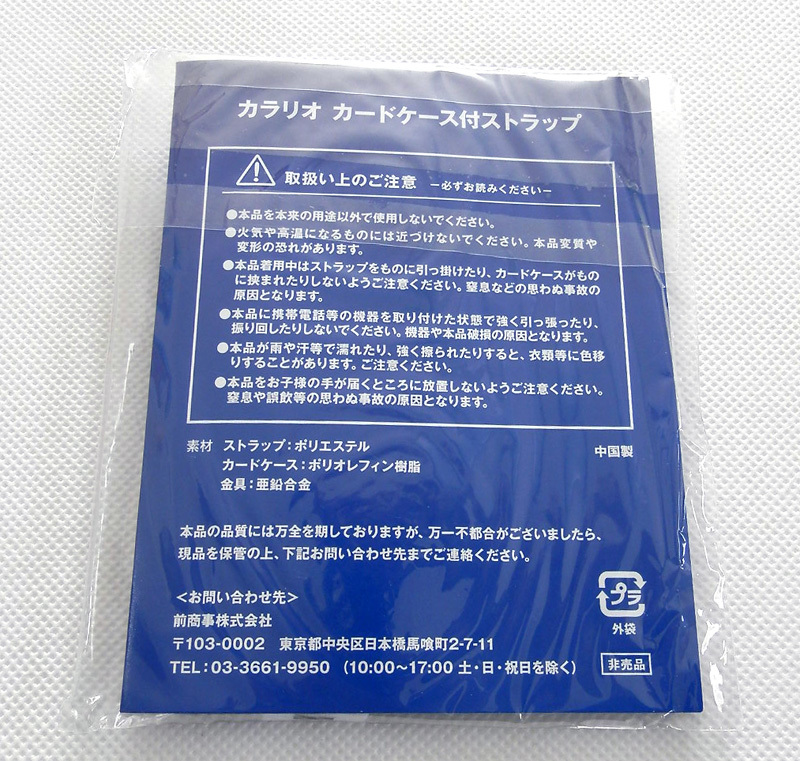 カラリオ カードケース付ストラップ
取扱い上のご注意 －必ずお読みください－
●本品を本来の用途以外で使用しないでください。
●火気や高温になるものには近づけないでください。本品変質や
変形の恐れがあります。
●本品着用中はストラップをものに引っ掛けたり、カードケースがもの
に挟まれたりしないようご注意ください。窒息などの思わぬ事故の
原因となります。
●本品に携帯電話等の機器を取り付けた状態で強く引っ張ったり、
振り回したりしないでください。機器や本品破損の原因となります。
●本品が雨や汗等で濡れたり、強く擦られたりすると、衣類等に色移
りすることがあります。ご注意ください。
●本品をお子様の手が届くところに放置しないようご注意ください。
窒息や誤飲等の思わぬ事故の原因となります。
素材 ストラップ：ポリエステル
中国製
カードケース：ポリオレフィン樹脂
金具：亜鉛合金
本品の品質には万全を期しておりますが、万一不都合がございましたら、
現品を保管の上、下記お問い合わせ先までご連絡ください。
＜お問い合わせ先＞
前商事株式会社
〒103-0002 東京都中央区日本橋馬喰町2-7-11
TEL：03-3661-9950 （10:00～17:00 土・日・祝日を除く）
プラ
外袋
非売品